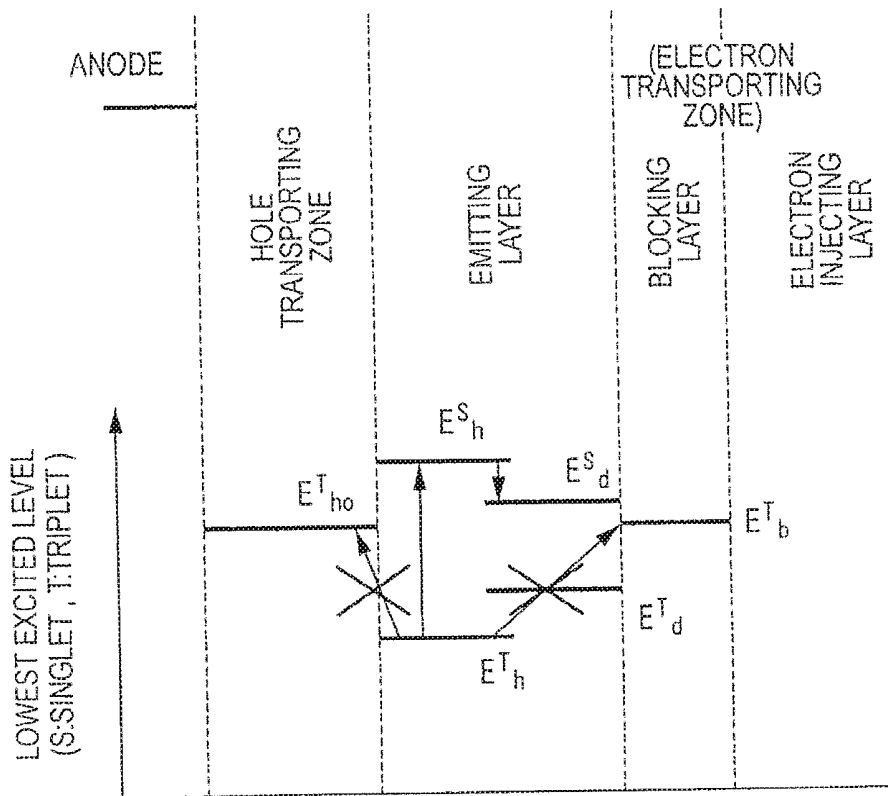 ANODE
(ELECTRON
TRANSPORTING
ZONE)
HOLE
TRANSPORTING
ZONE
EMITTING
LAYER
BLOCKING
LAYER
ELECTRON
INJECTING
LAYER
LOWEST EXCITED LEVEL
(S:SINGLET, T:TRIPLET)
E^S_h
E^S_d
E^T_ho
E^T_b
E^T_d
E^T_h